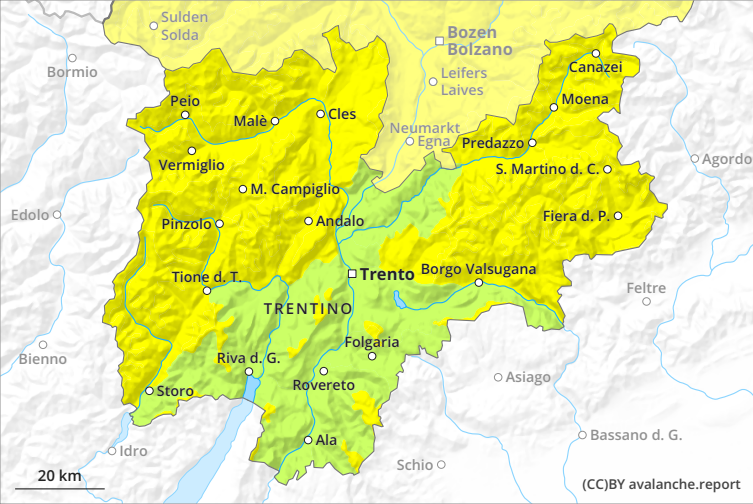 Sulden
Solda
Bozen
Bolzano
Canazei
Bormio
Leifers
Laives
Peio
Moena
Malè
Cles
Neumarkt
Egna
Predazzo
Vermiglio
Agordo
S. Martino d. C.
M. Campiglio
Edolo
Pinzolo
Andalo
Fiera d. P.
Tione d. T.
Trento
Borgo Valsugana
Feltre
TRENTINO
Bienno
Folgaria
Riva d. G.
Storo
Rovereto
Asiago
Ala
Bassano d. G.
Idro
Schio
20 km
(CC)BY avalanche.report